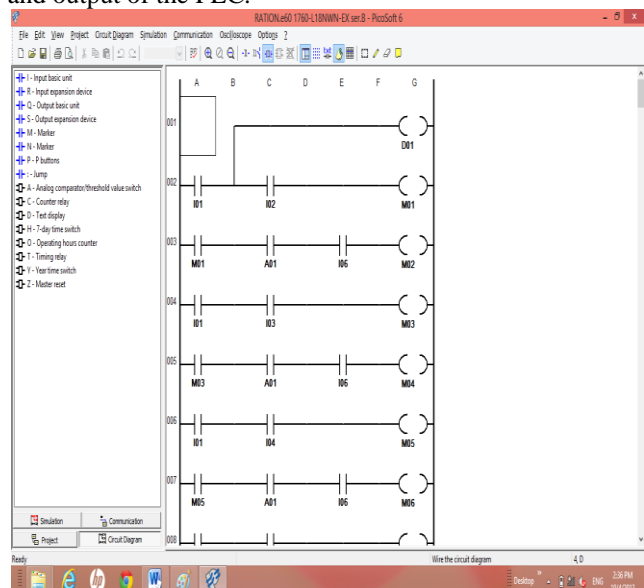 and output of the PLC.
RATION.e60 1760-L18NWN-EX ser.B - PicoSoft 6
File Edit View Project Circuit Diagram Simulation Communication Oscilloscope Options ?
I - Input basic unit
R - Input expansion device
Q - Output basic unit
S - Output expansion device
M - Marker
N - Marker
P - P buttons
: - Jump
A - Analog comparator/threshold value switch
C - Counter relay
D - Text display
H - 7-day time switch
O - Operating hours counter
T - Timing relay
Y - Year time switch
Z - Master reset
Simulation Communication
Project Circuit Diagram
A B C D E F G
001
D01
002
I01 I02 M01
003
M01 A01 I06 M02
004
I01 I03 M03
005
M03 A01 I06 M04
006
I01 I04 M05
007
M05 A01 I06 M06
008
Ready Wire the circuit diagram 4, D
Desktop ENG 2:36 PM